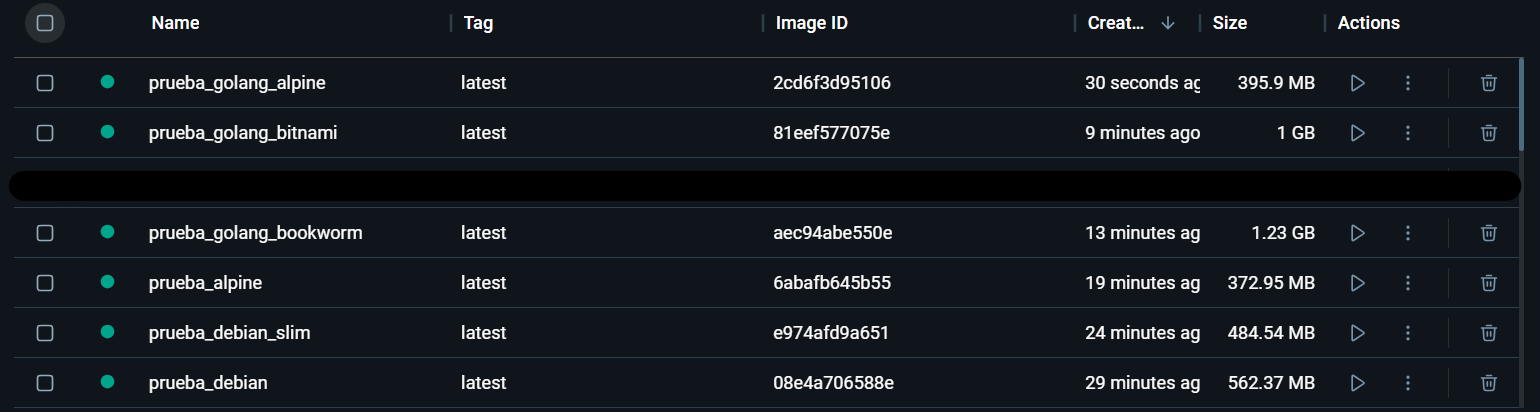 Name Tag Image ID Creat... Size Actions
prueba_golang_alpine latest 2cd6f3d95106 30 seconds ag 395.9 MB
prueba_golang_bitnami latest 81eef577075e 9 minutes ago 1 GB
prueba_golang_bookworm latest aec94abe550e 13 minutes ag 1.23 GB
prueba_alpine latest 6abafb645b55 19 minutes ag 372.95 MB
prueba_debian_slim latest e974afd9a651 24 minutes ag 484.54 MB
prueba_debian latest 08e4a706588e 29 minutes ag 562.37 MB